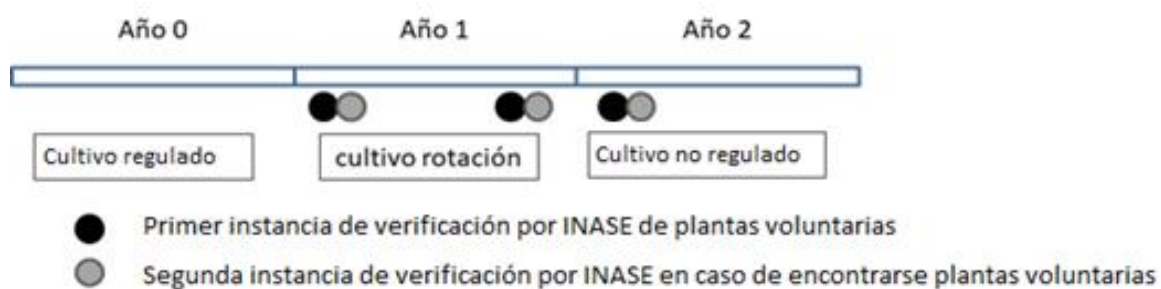 Año 0 Año 1 Año 2
Cultivo regulado cultivo rotación Cultivo no regulado
Primer instancia de verificación por INASE de plantas voluntarias
Segunda instancia de verificación por INASE en caso de encontrarse plantas voluntarias